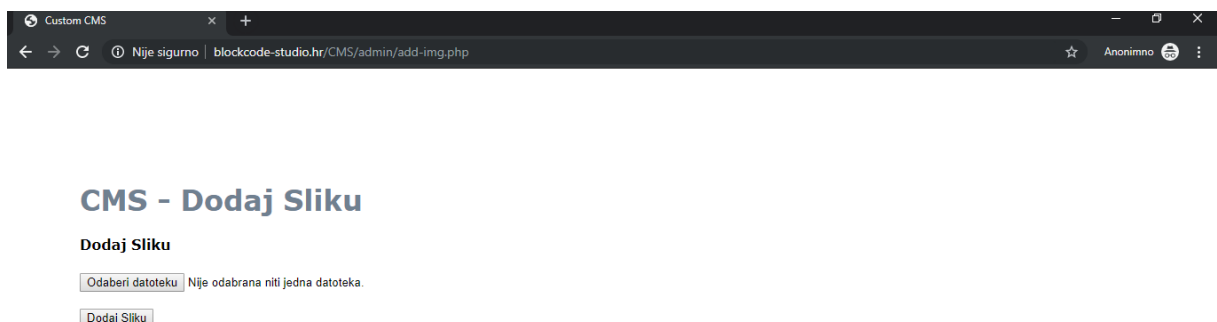 Custom CMS
Nije sigurno | blockcode-studio.hr/CMS/admin/add-img.php
Anonimno
CMS - Dodaj Sliku
Dodaj Sliku
Odaberi datoteku Nije odabrana niti jedna datoteka.
Dodaj Sliku